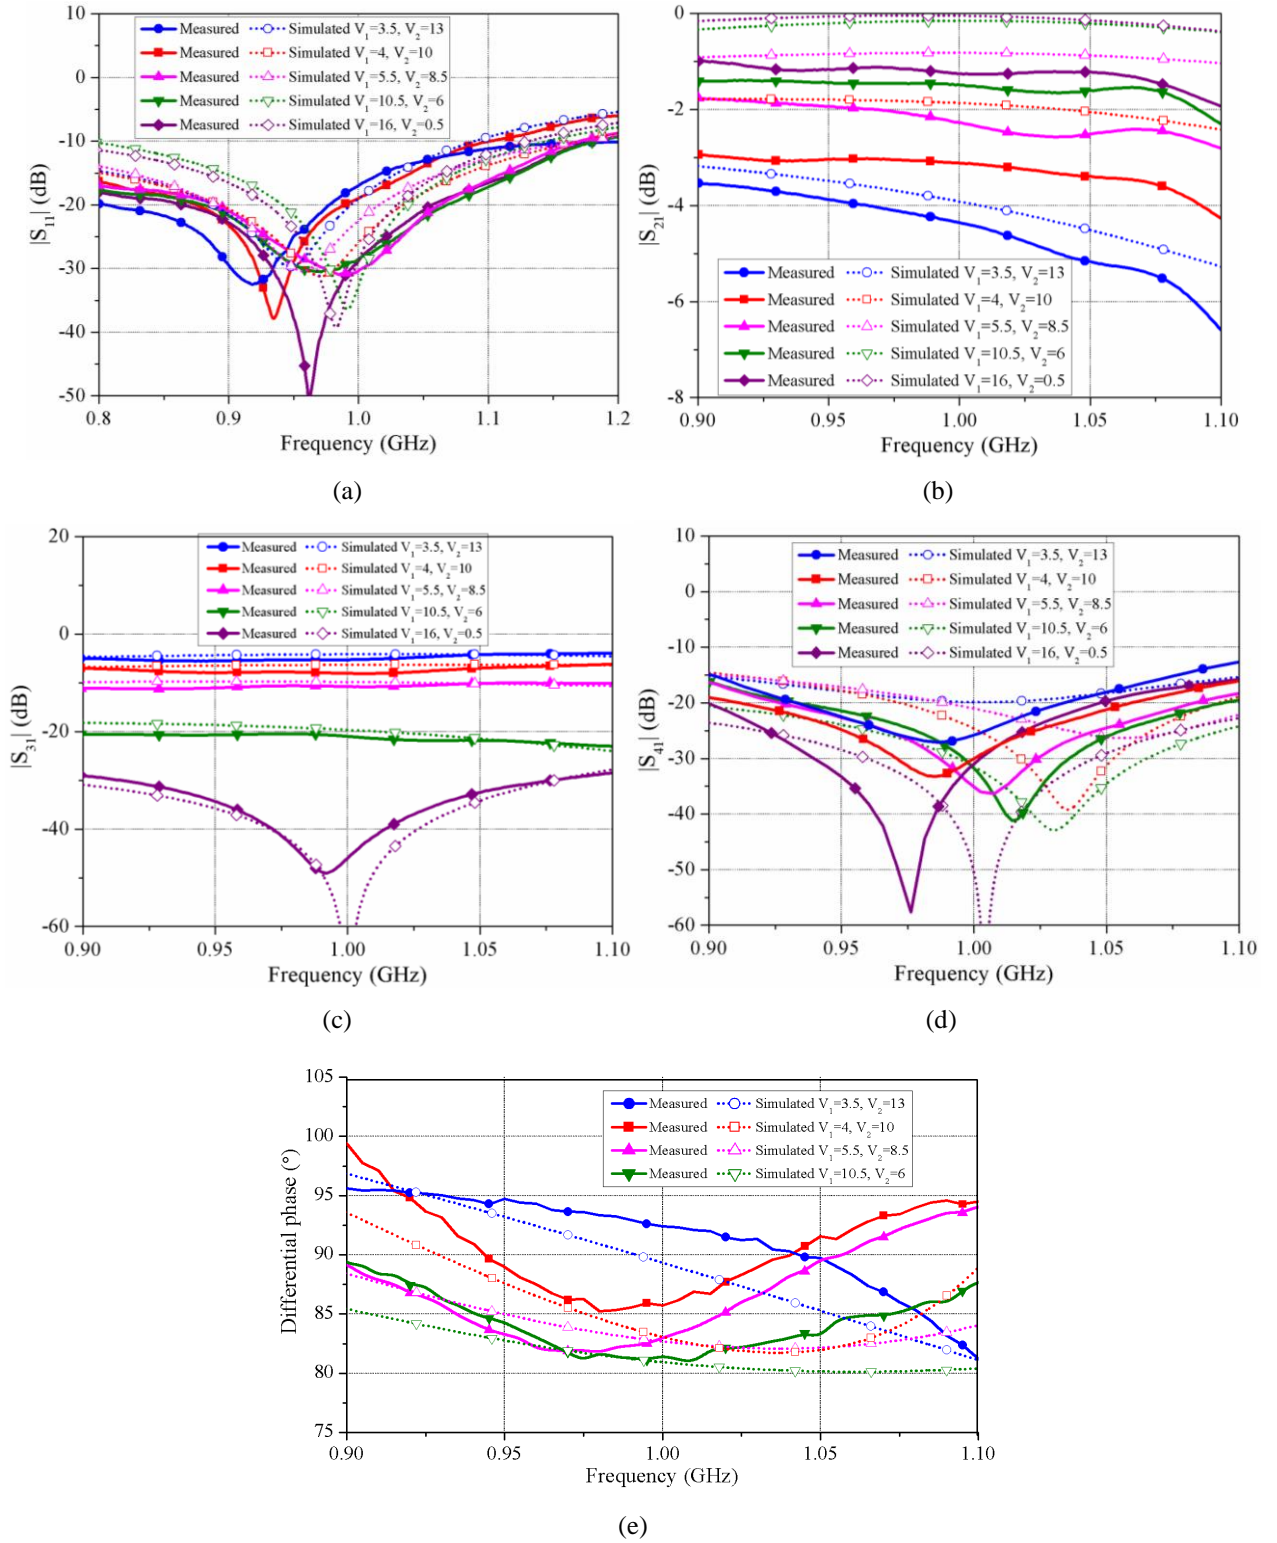 10
0
-10
-20
-30
-40
-50
|S11| (dB)
Measured Simulated V1=3.5, V2=13
Measured Simulated V1=4, V2=10
Measured Simulated V1=5.5, V2=8.5
Measured Simulated V1=10.5, V2=6
Measured Simulated V1=16, V2=0.5
0.8 0.9 1.0 1.1 1.2
Frequency (GHz)
(a)
0
-2
-4
-6
-8
|S21| (dB)
Measured Simulated V1=3.5, V2=13
Measured Simulated V1=4, V2=10
Measured Simulated V1=5.5, V2=8.5
Measured Simulated V1=10.5, V2=6
Measured Simulated V1=16, V2=0.5
0.90 0.95 1.00 1.05 1.10
Frequency (GHz)
(b)
20
0
-20
-40
-60
|S31| (dB)
Measured Simulated V1=3.5, V2=13
Measured Simulated V1=4, V2=10
Measured Simulated V1=5.5, V2=8.5
Measured Simulated V1=10.5, V2=6
Measured Simulated V1=16, V2=0.5
0.90 0.95 1.00 1.05 1.10
Frequency (GHz)
(c)
10
0
-10
-20
-30
-40
-50
-60
|S41| (dB)
Measured Simulated V1=3.5, V2=13
Measured Simulated V1=4, V2=10
Measured Simulated V1=5.5, V2=8.5
Measured Simulated V1=10.5, V2=6
Measured Simulated V1=16, V2=0.5
0.90 0.95 1.00 1.05 1.10
Frequency (GHz)
(d)
105
100
95
90
85
80
75
Differential phase (°)
Measured Simulated V1=3.5, V2=13
Measured Simulated V1=4, V2=10
Measured Simulated V1=5.5, V2=8.5
Measured Simulated V1=10.5, V2=6
0.90 0.95 1.00 1.05 1.10
Frequency (GHz)
(e)